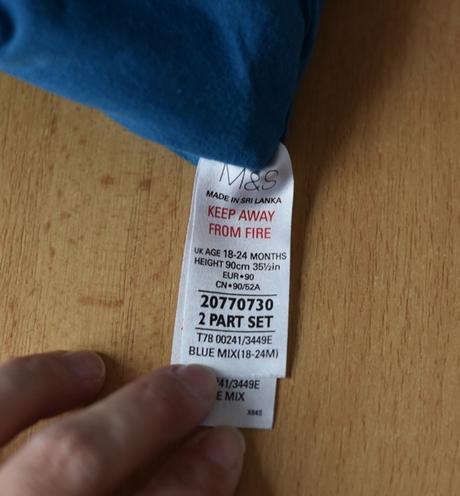 M&S
MADE IN SRI LANKA
KEEP AWAY
FROM FIRE
UK AGE 18-24 MONTHS
HEIGHT 90cm 35½in
EUR•90
CN•90/52A
20770730
2 PART SET
T78 00241/3449E
BLUE MIX(18-24M)
41/3449E
E MIX
X64S